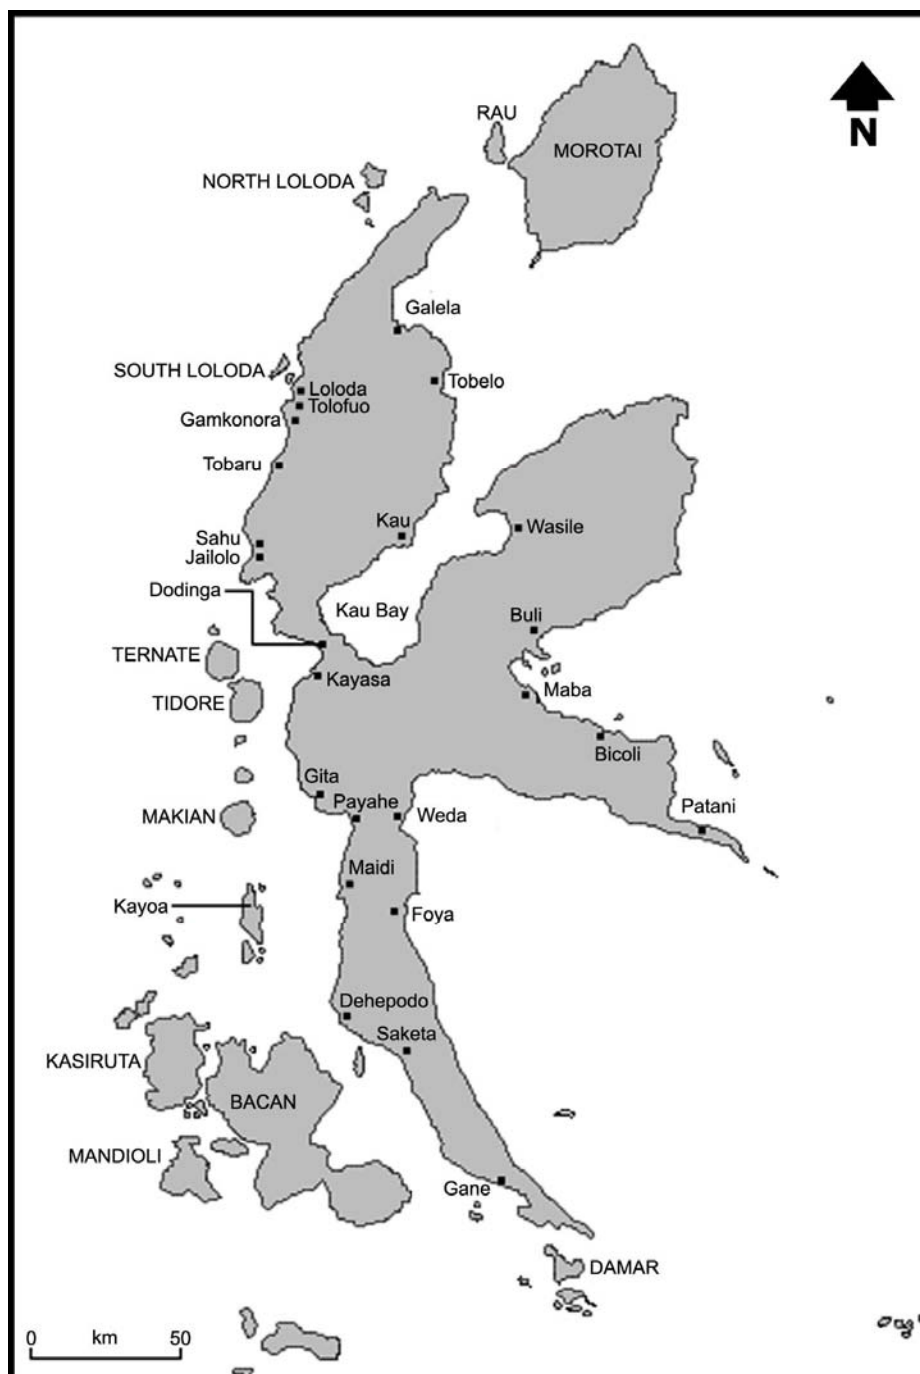 RAU
MOROTAI
N
NORTH LOLODA
Galela
SOUTH LOLODA
Tobelo
Loloda
Tolofuo
Gamkonora
Tobaru
Kau
Wasile
Sahu
Jailolo
Dodinga
Kau Bay
Buli
TERNATE
Kayasa
Maba
TIDORE
Bicoli
Gita
Payahe
Weda
Patani
MAKIAN
Maidi
Kayoa
Foya
Dehepodo
Saketa
KASIRUTA
BACAN
MANDIOLI
Gane
DAMAR
0 km 50